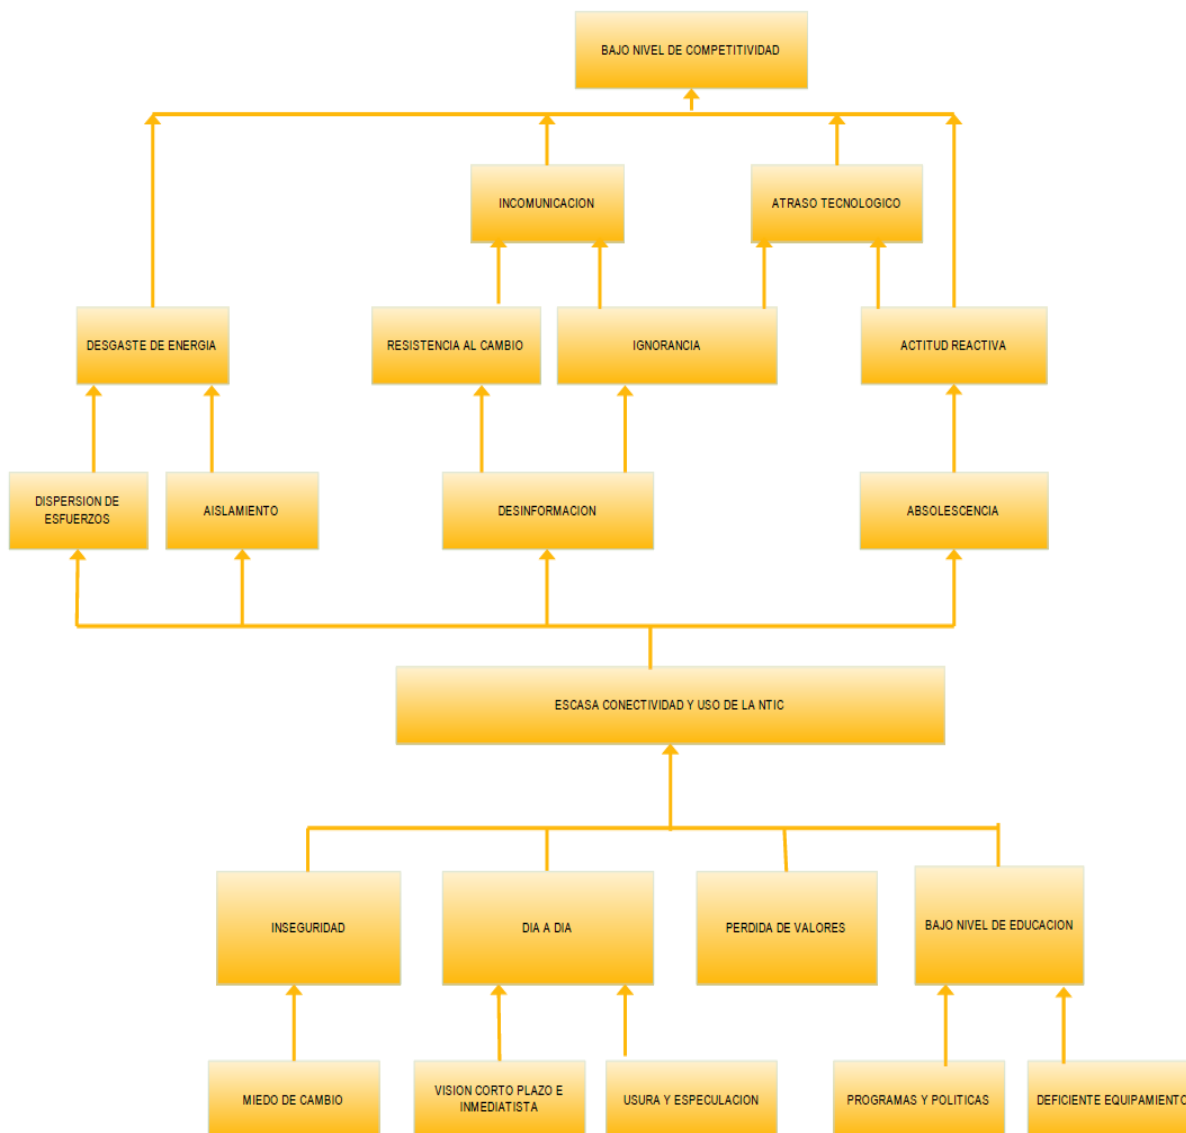 BAJO NIVEL DE COMPETITIVIDAD
INCOMUNICACION
ATRASO TECNOLOGICO
DESGASTE DE ENERGIA
RESISTENCIA AL CAMBIO
IGNORANCIA
ACTITUD REACTIVA
DISPERSION DE
ESFUERZOS
AISLAMIENTO
DESINFORMACION
ABSOLESCENCIA
ESCASA CONECTIVIDAD Y USO DE LA NTIC
INSEGURIDAD
DIA A DIA
PERDIDA DE VALORES
BAJO NIVEL DE EDUCACION
MIEDO DE CAMBIO
VISION CORTO PLAZO E
INMEDIATISTA
USURA Y ESPECULACION
PROGRAMAS Y POLITICAS
DEFICIENTE EQUIPAMIENTO